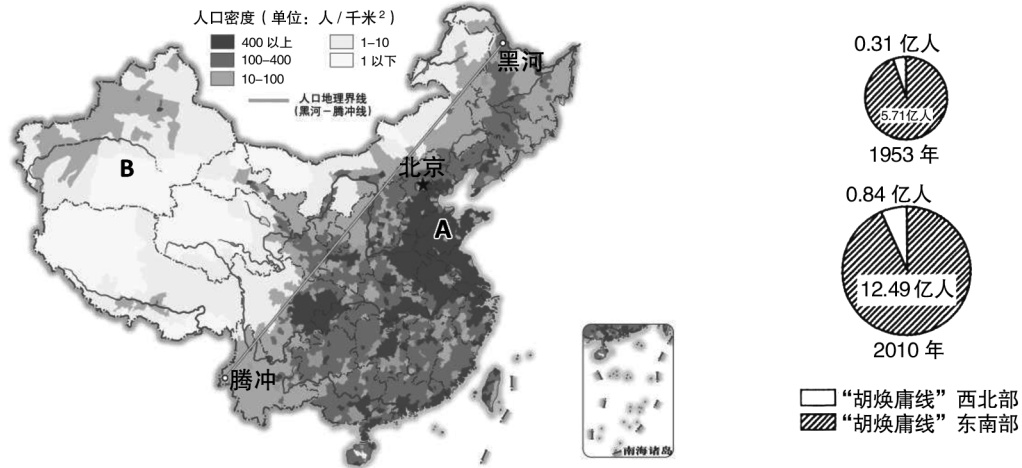 人口密度（单位：人/千米²）
400以上
100–400
10–100
1–10
1以下
人口地理界线
(黑河－腾冲线)
黑河
北京
A
B
腾冲
南海诸岛
0.31 亿人
5.71亿人
1953 年
0.84 亿人
12.49 亿人
2010 年
“胡焕庸线”西北部
“胡焕庸线”东南部